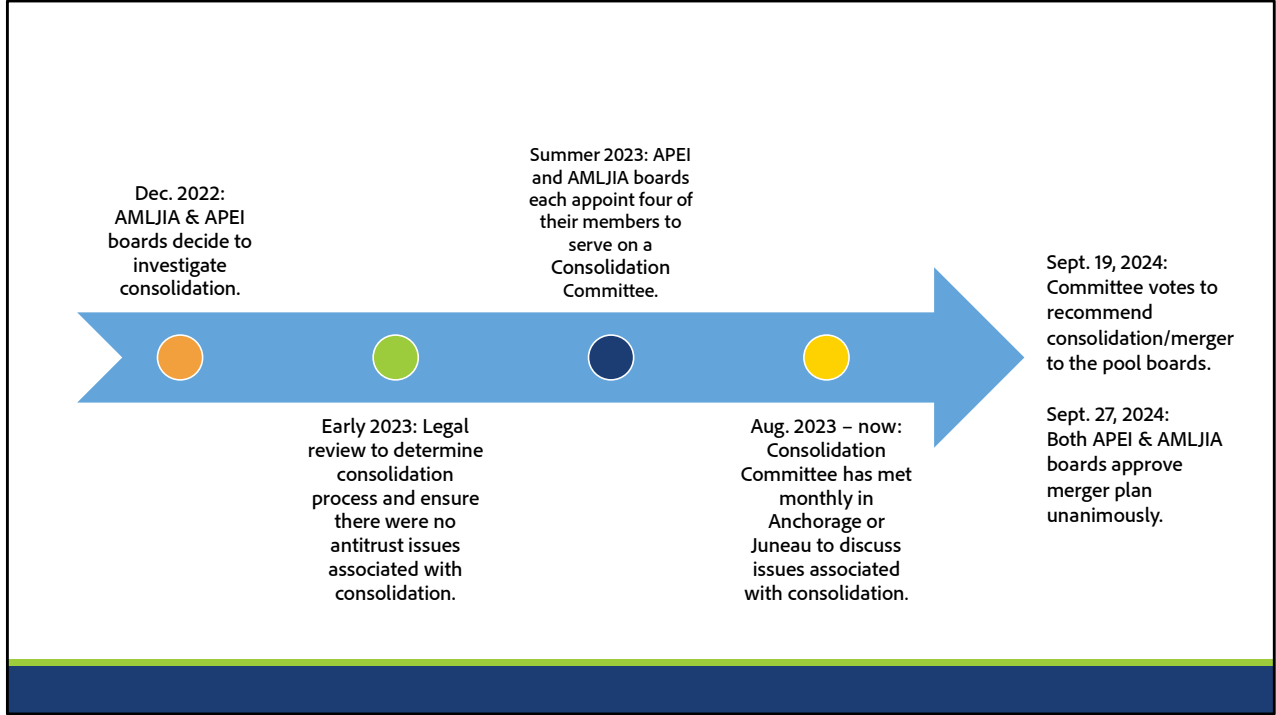 Dec. 2022:
AMLJIA & APEI
boards decide to
investigate
consolidation.
Early 2023: Legal
review to determine
consolidation
process and ensure
there were no
antitrust issues
associated with
consolidation.
Summer 2023: APEI
and AMLJIA boards
each appoint four of
their members to
serve on a
Consolidation
Committee.
Aug. 2023 – now:
Consolidation
Committee has met
monthly in
Anchorage or
Juneau to discuss
issues associated
with consolidation.
Sept. 19, 2024:
Committee votes to
recommend
consolidation/merger
to the pool boards.
Sept. 27, 2024:
Both APEI & AMLJIA
boards approve
merger plan
unanimously.